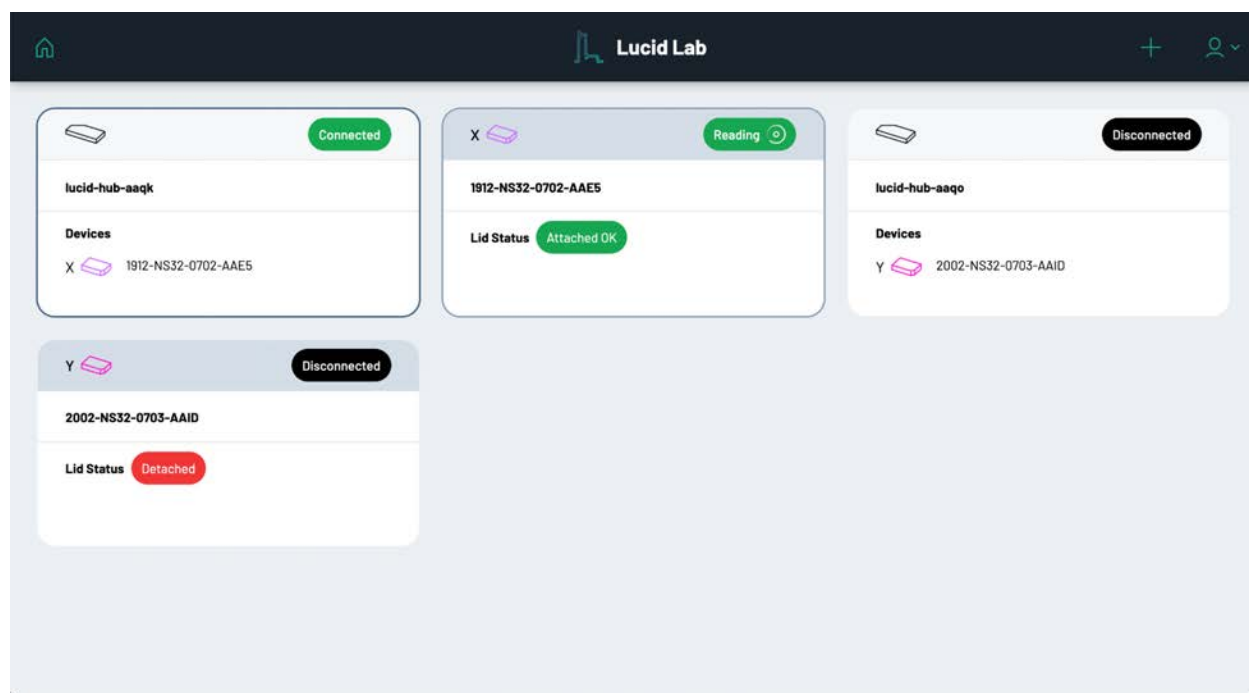 Lucid Lab
Connected
lucid-hub-aaqk
Devices
X 1912-NS32-0702-AAE5
X Reading
1912-NS32-0702-AAE5
Lid Status Attached OK
Disconnected
lucid-hub-aaqo
Devices
Y 2002-NS32-0703-AAID
Y Disconnected
2002-NS32-0703-AAID
Lid Status Detached